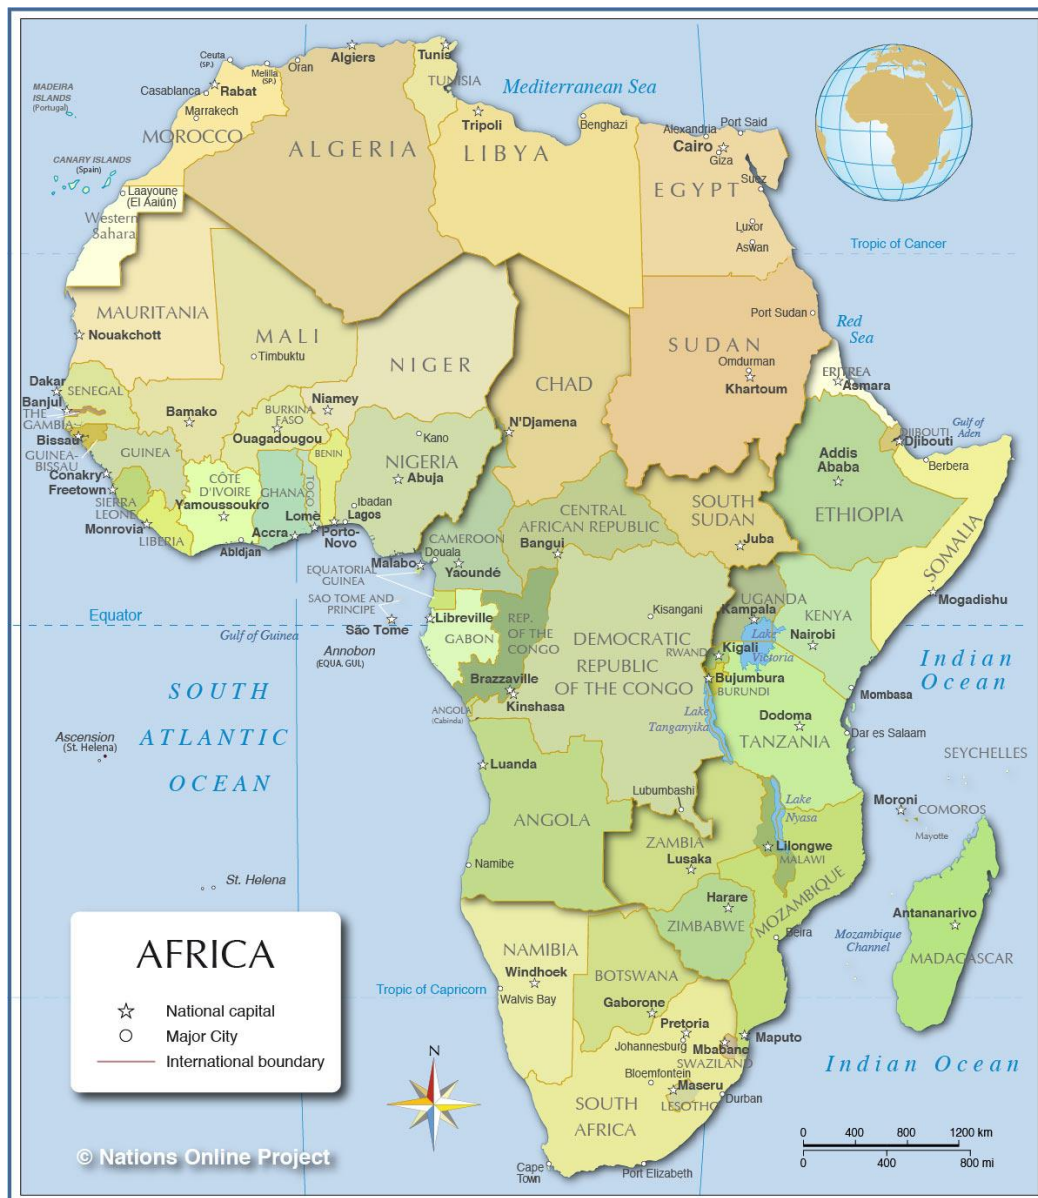 Ceuta
(SP.)
Melilla
(SP.)
Oran
Algiers
Tunis
TUNISIA
MADEIRA
ISLANDS
(Portugal)
Casablanca
Rabat
Marrakech
MOROCCO
Mediterranean Sea
Tripoli
Benghazi
Alexandria
Port Said
Cairo
Giza
Suez
ALGERIA
LIBYA
EGYPT
CANARY ISLANDS
(Spain)
Laayoune
(El Aaiún)
Western
Sahara
Luxor
Aswan
Tropic of Cancer
MAURITANIA
Nouakchott
MALI
Timbuktu
NIGER
CHAD
SUDAN
Port Sudan
Red
Sea
Omdurman
Khartoum
ERITREA
Asmara
Dakar
SENEGAL
Banjul
THE
GAMBIA
Bissau
GUINEA-
BISSAU
Bamako
BURKINA
FASO
Ouagadougou
Niamey
N'Djamena
Kano
NIGERIA
Abuja
BENIN
DJIBOUTI
Djibouti
Gulf of
Aden
Berbera
Addis
Ababa
ETHIOPIA
SOMALIA
GUINEA
Conakry
Freetown
SIERRA
LEONE
Monrovia
LIBERIA
CÔTE
D'IVOIRE
Yamoussoukro
GHANA
TOGO
Ibadan
Lagos
Lomè
Porto-
Novo
Accra
Abidjan
CENTRAL
AFRICAN REPUBLIC
Bangui
SOUTH
SUDAN
Juba
CAMEROON
Douala
Yaoundé
Malabo
EQUATORIAL
GUINEA
SAO TOME AND
PRINCIPE
São Tome
Annobon
(EQUA. GUI.)
Equator
Gulf of Guinea
Libreville
GABON
REP.
OF THE
CONGO
Brazzaville
Kinshasa
ANGOLA
(Cabinda)
Kisangani
DEMOCRATIC
REPUBLIC
OF THE CONGO
UGANDA
Kampala
KENYA
Nairobi
Lake
Victoria
RWANDA
Kigali
Bujumbura
BURUNDI
Mogadishu
Indian
Ocean
Mombasa
Lake
Tanganyika
Dodoma
TANZANIA
Dar es Salaam
SEYCHELLES
SOUTH
ATLANTIC
OCEAN
Ascension
(St. Helena)
Luanda
ANGOLA
Lubumbashi
Lake
Nyasa
Moroni
COMOROS
Mayotte
ZAMBIA
Lusaka
Lilongwe
MALAWI
Namibe
St. Helena
Harare
ZIMBABWE
MOZAMBIQUE
Beira
Mozambique
Channel
Antananarivo
MADAGASCAR
NAMIBIA
Windhoek
Walvis Bay
Tropic of Capricorn
BOTSWANA
Gaborone
Pretoria
Johannesburg
Mbabane
SWAZILAND
Maputo
Bloemfontein
Maseru
LESOTHO
Durban
SOUTH
AFRICA
Cape
Town
Port Elizabeth
Indian Ocean
AFRICA
National capital
Major City
International boundary
N
© Nations Online Project
0 400 800 1200 km
0 400 800 mi